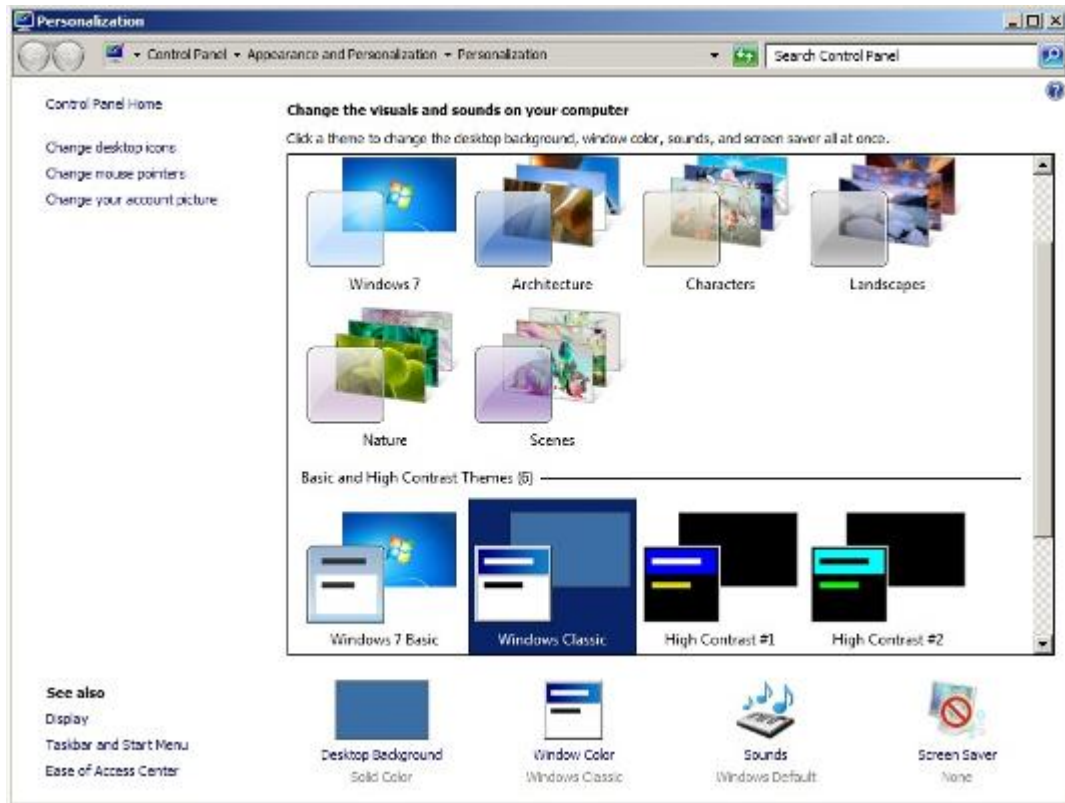 Personalization
Control Panel Appearance and Personalization Personalization
Search Control Panel
Control Panel Home
Change desktop icons
Change mouse pointers
Change your account picture
Change the visuals and sounds on your computer
Click a theme to change the desktop background, window color, sounds, and screen saver all at once.
Windows 7 Architecture Characters Landscapes
Nature Scenes
Basic and High Contrast Themes (6)
Windows 7 Basic Windows Classic High Contrast #1 High Contrast #2
See also
Display
Taskbar and Start Menu
Ease of Access Center
Desktop Background Window Color Sounds Screen Saver
Solid Color Windows Classic Windows Default None